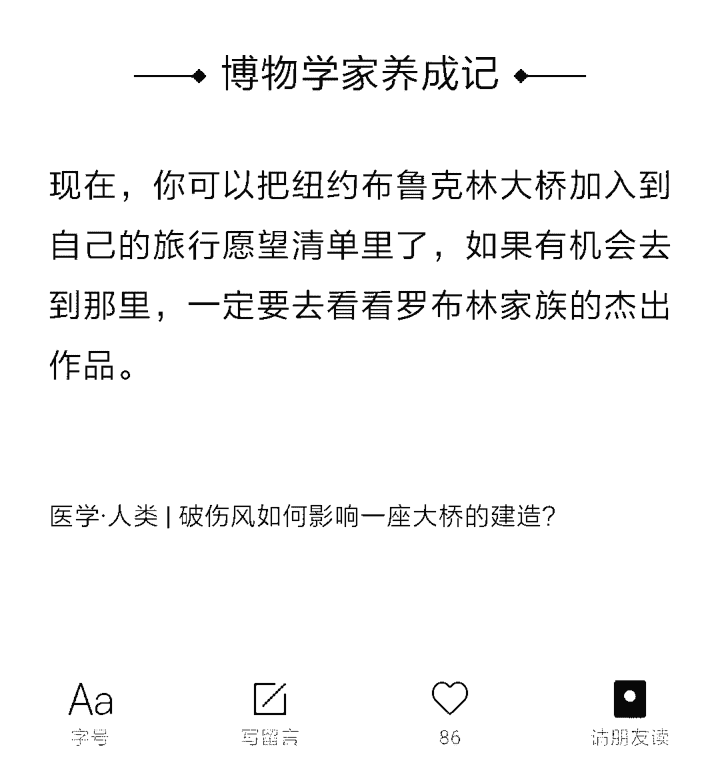 博物学家养成记
现在，你可以把纽约布鲁克林大桥加入到
自己的旅行愿望清单里了，如果有机会去
到那里，一定要去看看罗布林家族的杰出
作品。
医学·人类 | 破伤风如何影响一座大桥的建造?
Aa
字号 写留言 86 请朋友读